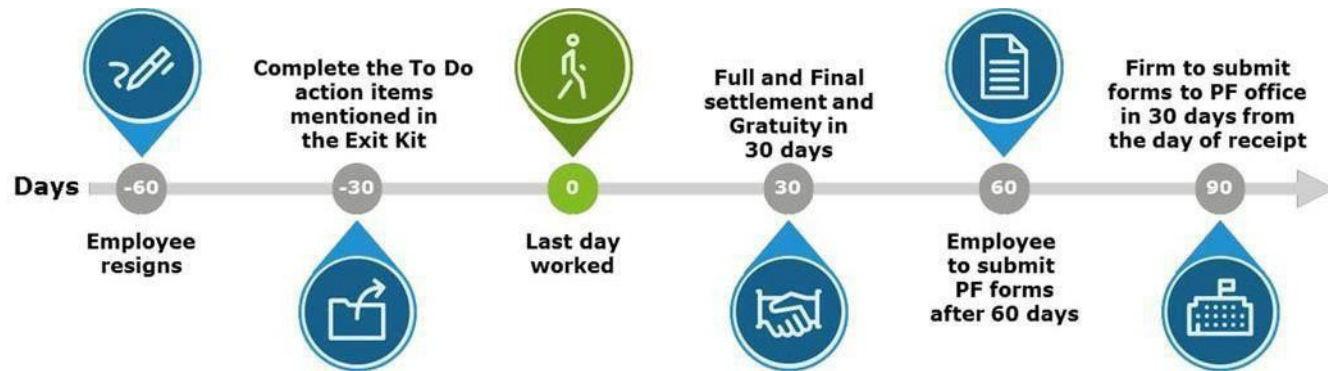 Complete the To Do
action items
mentioned in
the Exit Kit
Full and Final
settlement and
Gratuity in
30 days
Firm to submit
forms to PF office
in 30 days from
the day of receipt
Days
-60
-30
0
30
60
90
Employee
resigns
Last day
worked
Employee
to submit
PF forms
after 60 days